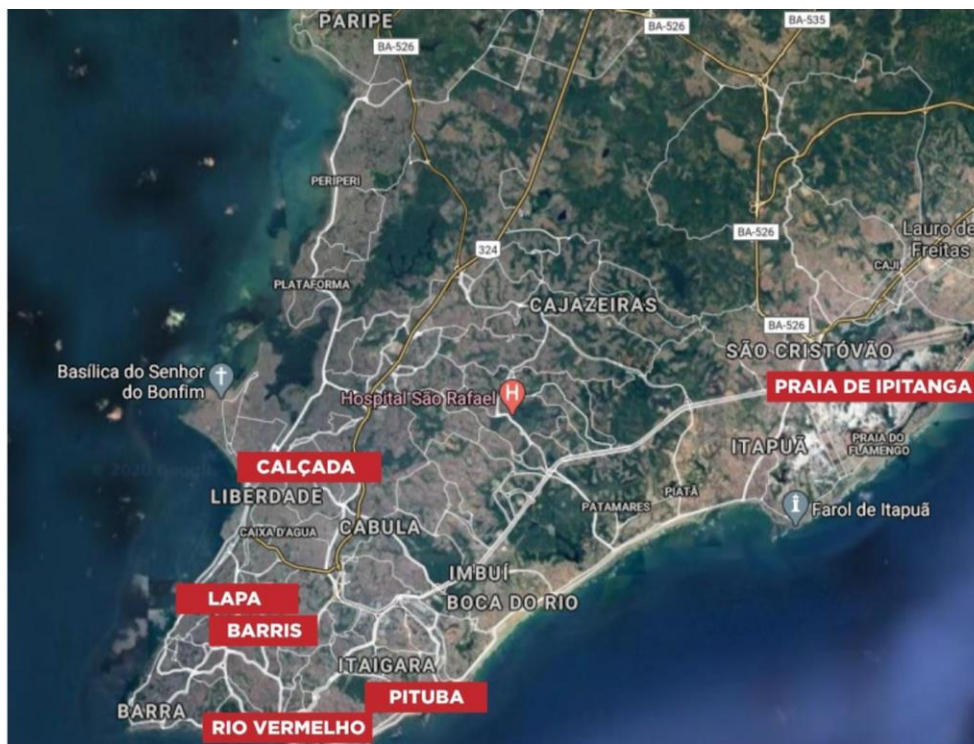 PARIPE
BA-526
BA-526
BA-535
PERIPERI
BA-526
Lauro de
Freitas
CAJI
324
PLATAFORMA
CAJAZEIRAS
BA-526
SÃO CRISTÓVÃO
Basílica do Senhor
do Bonfim
Hospital São Rafael
H
PRAIA DE IPITANGA
ITAPUÃ
PRAIA DO
FLAMENGO
CALÇADA
LIBERDADE
PIATÃ
PATAMARES
Farol de Itapuã
CAIXA D'AGUA
CABULA
IMBUÍ
BOCA DO RIO
LAPA
BARRIS
ITAIGARA
PITUBA
BARRA
RIO VERMELHO